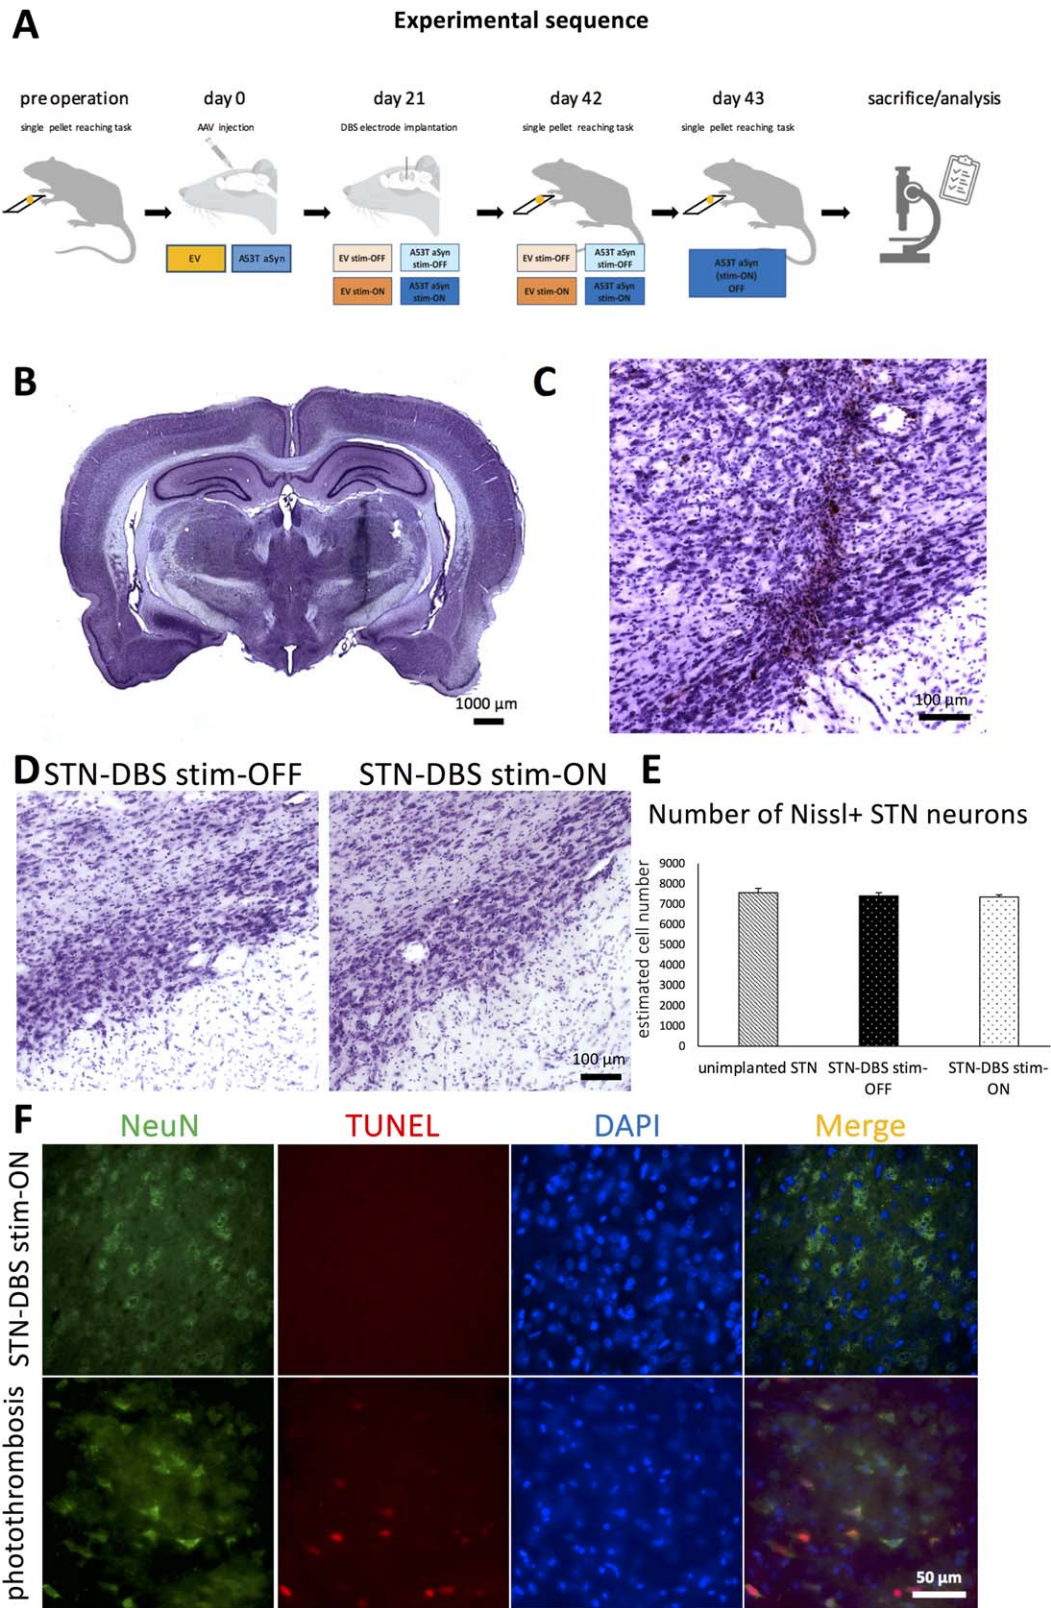 A
Experimental sequence
pre operation
day 0
day 21
day 42
day 43
sacrifice/analysis
single pellet reaching task
AAV injection
DBS electrode implantation
single pellet reaching task
single pellet reaching task
EV
A53T aSyn
EV stim-OFF
A53T aSyn
stim-OFF
EV stim-ON
A53T aSyn
stim-ON
EV stim-OFF
A53T aSyn
stim-OFF
EV stim-ON
A53T aSyn
stim-ON
A53T aSyn
(stim-ON)
OFF
B
1000 µm
C
100 µm
D
STN-DBS stim-OFF
STN-DBS stim-ON
100 µm
E
Number of Nissl+ STN neurons
estimated cell number
9000
8000
7000
6000
5000
4000
3000
2000
1000
0
unimplanted STN
STN-DBS stim-
OFF
STN-DBS stim-
ON
F
NeuN
TUNEL
DAPI
Merge
STN-DBS stim-ON
photothrombosis
50 µm